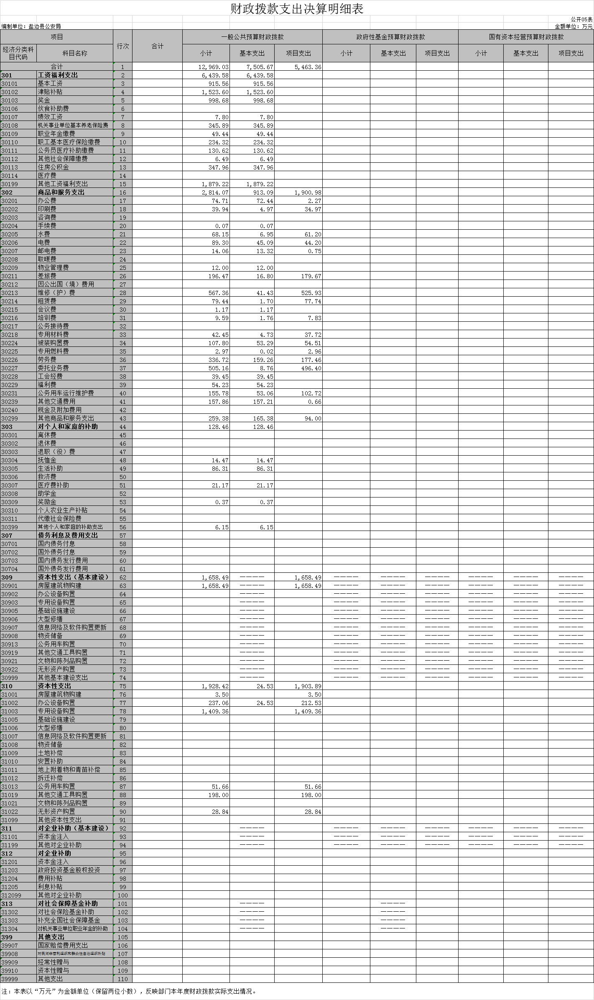 财政拨款支出决算明细表
公开05表
编制单位：盐边县公安局 金额单位：万元
项目 行次 合计 一般公共预算财政拨款 政府性基金预算财政拨款 国有资本经营预算财政拨款
经济分类科目代码 科目名称 小计 基本支出 项目支出 小计 基本支出 项目支出 小计 基本支出 项目支出
合计 1 12,969.03 7,505.67 5,463.36
301 工资福利支出 2 6,439.58 6,439.58
30101 基本工资 3 915.56 915.56
30102 津贴补贴 4 1,523.60 1,523.60
30103 奖金 5 998.68 998.68
30106 伙食补助费 6
30107 绩效工资 7 7.80 7.80
30108 机关事业单位基本养老保险费 8 345.89 345.89
30109 职业年金缴费 9 49.44 49.44
30110 职工基本医疗保险缴费 10 234.32 234.32
30111 公务员医疗补助缴费 11 130.62 130.62
30112 其他社会保障缴费 12 6.49 6.49
30113 住房公积金 13 347.96 347.96
30114 医疗费 14
30199 其他工资福利支出 15 1,879.22 1,879.22
302 商品和服务支出 16 2,814.07 913.09 1,900.98
30201 办公费 17 74.71 72.44 2.27
30202 印刷费 18 39.94 4.97 34.97
30203 咨询费 19
30204 手续费 20 0.07 0.07
30205 水费 21 68.15 6.95 61.20
30206 电费 22 89.30 45.09 44.20
30207 邮电费 23 14.06 13.32 0.75
30208 取暖费 24
30209 物业管理费 25 12.00 12.00
30211 差旅费 26 196.47 16.80 179.67
30212 因公出国（境）费用 27
30213 维修（护）费 28 567.36 41.43 525.93
30214 租赁费 29 79.44 1.70 77.74
30215 会议费 30 1.17 1.17
30216 培训费 31 9.59 1.76 7.83
30217 公务接待费 32
30218 专用材料费 33 42.45 4.73 37.72
30224 被装购置费 34 107.80 53.29 54.51
30225 专用燃料费 35 2.97 0.02 2.96
30226 劳务费 36 336.72 159.26 177.46
30227 委托业务费 37 505.16 8.76 496.40
30228 工会经费 38 39.45 39.45
30229 福利费 39 54.23 54.23
30231 公务用车运行维护费 40 155.78 53.06 102.72
30239 其他交通费用 41 157.86 157.21 0.66
30240 税金及附加费用 42
30299 其他商品和服务支出 43 259.38 165.38 94.00
303 对个人和家庭的补助 44 128.46 128.46
30301 离休费 45
30302 退休费 46
30303 退职（役）费 47
30304 抚恤金 48 14.47 14.47
30305 生活补助 49 86.31 86.31
30306 救济费 50
30307 医疗费补助 51 21.17 21.17
30308 助学金 52
30309 奖励金 53 0.37 0.37
30310 个人农业生产补贴 54
30311 代缴社会保险费 55
30399 其他个人和家庭的补助支出 56 6.15 6.15
307 债务利息及费用支出 57
30701 国内债务付息 58
30702 国外债务付息 59
30703 国内债务发行费用 60
30704 国外债务发行费用 61
309 资本性支出（基本建设） 62 1,658.49 ———— 1,658.49 ———— ———— ———— ———— ———— ————
30901 房屋建筑物购建 63 1,658.49 ———— 1,658.49 ———— ———— ———— ———— ———— ————
30902 办公设备购置 64 ———— ———— ———— ———— ———— ———— ————
30903 专用设备购置 65 ———— ———— ———— ———— ———— ———— ————
30905 基础设施建设 66 ———— ———— ———— ———— ———— ———— ————
30906 大型修缮 67 ———— ———— ———— ———— ———— ———— ————
30907 信息网络及软件购置更新 68 ———— ———— ———— ———— ———— ———— ————
30908 物资储备 69 ———— ———— ———— ———— ———— ———— ————
30913 公务用车购置 70 ———— ———— ———— ———— ———— ———— ————
30919 其他交通工具购置 71 ———— ———— ———— ———— ———— ———— ————
30921 文物和陈列品购置 72 ———— ———— ———— ———— ———— ———— ————
30922 无形资产购置 73 ———— ———— ———— ———— ———— ———— ————
30999 其他基本建设支出 74 ———— ———— ———— ———— ———— ———— ————
310 资本性支出 75 1,928.42 24.53 1,903.89
31001 房屋建筑物购建 76 3.50 3.50
31002 办公设备购置 77 237.06 24.53 212.53
31003 专用设备购置 78 1,409.36 1,409.36
31005 基础设施建设 79
31006 大型修缮 80
31007 信息网络及软件购置更新 81
31008 物资储备 82
31009 土地补偿 83
31010 安置补助 84
31011 地上附着物和青苗补偿 85
31012 拆迁补偿 86
31013 公务用车购置 87 51.66 51.66
31019 其他交通工具购置 88 198.00 198.00
31021 文物和陈列品购置 89
31022 无形资产购置 90 28.84 28.84
31099 其他资本性支出 91
311 对企业补助（基本建设） 92 ———— ———— ———— ———— ———— ———— ————
31101 资本金注入 93 ———— ———— ———— ———— ———— ———— ————
31199 其他对企业补助 94 ———— ———— ———— ———— ———— ———— ————
312 对企业补助 95
31201 资本金注入 96
31203 政府投资基金股权投资 97
31204 费用补贴 98
31205 利息补贴 99
312099 其他对企业补助 100
313 对社会保障基金补助 101 ———— ————
31302 对社会保险基金补助 102 ———— ————
31303 补充全国社会保障基金 103 ———— ————
31304 对机关事业单位职业年金的补助 104 ———— ————
399 其他支出 105
39907 国家赔偿费用支出 106
39908 对民间非营利组织和群众性自治组织补贴 107
39909 经常性赠与 108
39910 资本性赠与 109
39999 其他支出 110
注：本表以“万元”为金额单位（保留两位小数），反映部门本年度财政拨款实际支出情况。